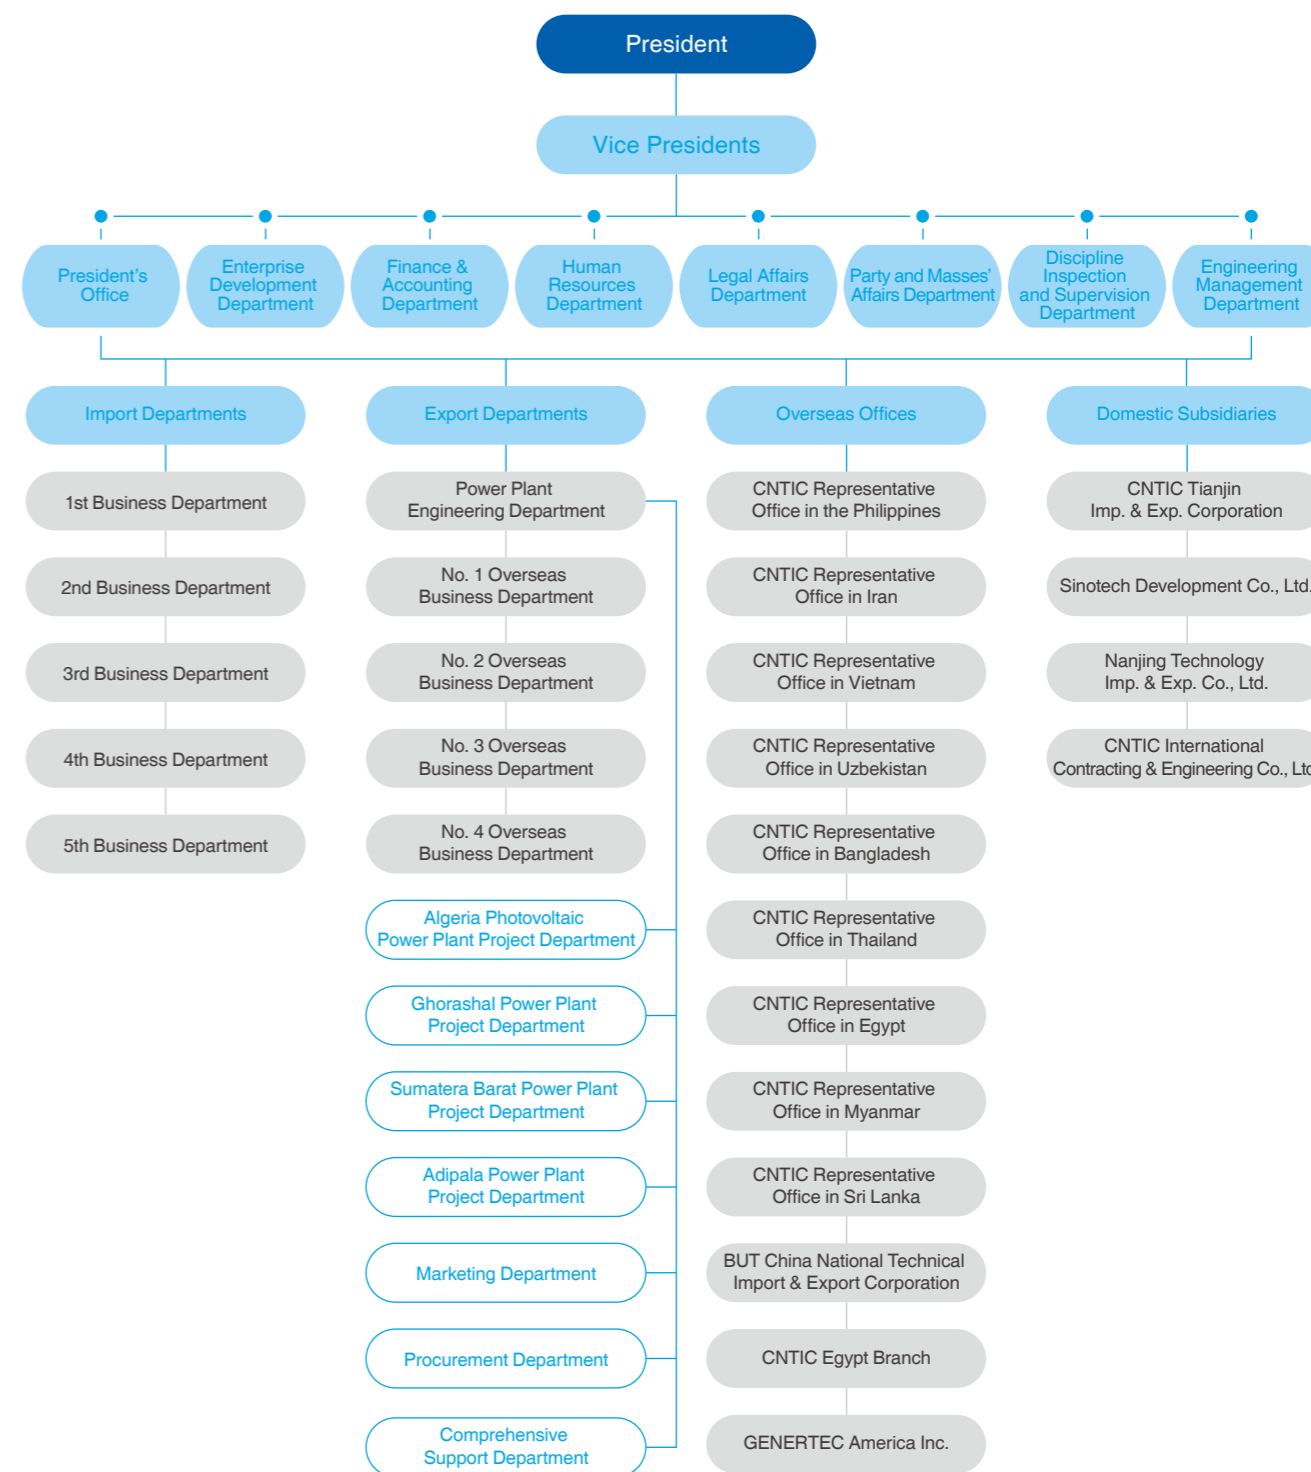 President
Vice Presidents
President's
Office
Enterprise
Development
Department
Finance &
Accounting
Department
Human
Resources
Department
Legal Affairs
Department
Party and Masses'
Affairs Department
Discipline
Inspection
and Supervision
Department
Engineering
Management
Department
Import Departments
1st Business Department
2nd Business Department
3rd Business Department
4th Business Department
5th Business Department
Export Departments
Power Plant
Engineering Department
No. 1 Overseas
Business Department
No. 2 Overseas
Business Department
No. 3 Overseas
Business Department
No. 4 Overseas
Business Department
Algeria Photovoltaic
Power Plant Project Department
Ghorashal Power Plant
Project Department
Sumatera Barat Power Plant
Project Department
Adipala Power Plant
Project Department
Marketing Department
Procurement Department
Comprehensive
Support Department
Overseas Offices
CNTIC Representative
Office in the Philippines
CNTIC Representative
Office in Iran
CNTIC Representative
Office in Vietnam
CNTIC Representative
Office in Uzbekistan
CNTIC Representative
Office in Bangladesh
CNTIC Representative
Office in Thailand
CNTIC Representative
Office in Egypt
CNTIC Representative
Office in Myanmar
CNTIC Representative
Office in Sri Lanka
BUT China National Technical
Import & Export Corporation
CNTIC Egypt Branch
GENERTEC America Inc.
Domestic Subsidiaries
CNTIC Tianjin
Imp. & Exp. Corporation
Sinotech Development Co., Ltd.
Nanjing Technology
Imp. & Exp. Co., Ltd.
CNTIC International
Contracting & Engineering Co., Ltd